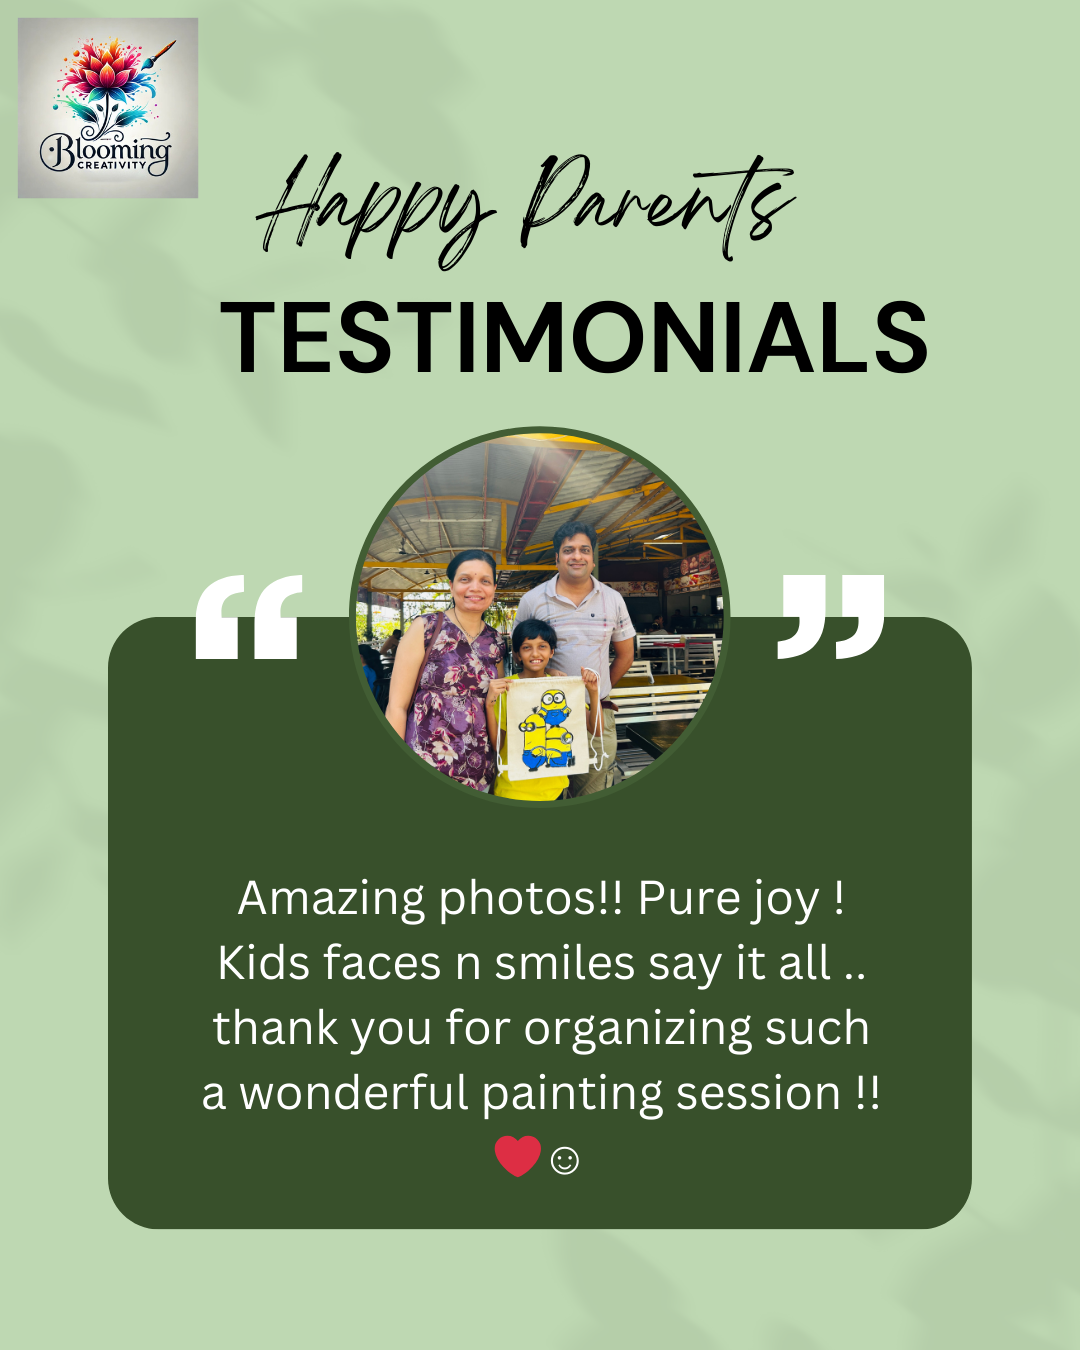 Blooming
CREATIVITY
Happy Parents
TESTIMONIALS
“ ”
Amazing photos!! Pure joy !
Kids faces n smiles say it all ..
thank you for organizing such
a wonderful painting session !!
❤️☺